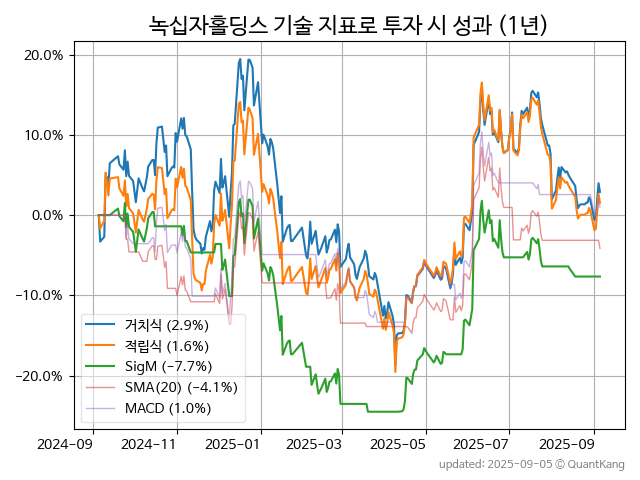 녹십자홀딩스 기술 지표로 투자 시 성과 (1년)
20.0%
10.0%
0.0%
−10.0%
−20.0%
거치식 (2.9%)
적립식 (1.6%)
SigM (−7.7%)
SMA(20) (−4.1%)
MACD (1.0%)
2024-09 2024-11 2025-01 2025-03 2025-05 2025-07 2025-09
updated: 2025-09-05 © QuantKang